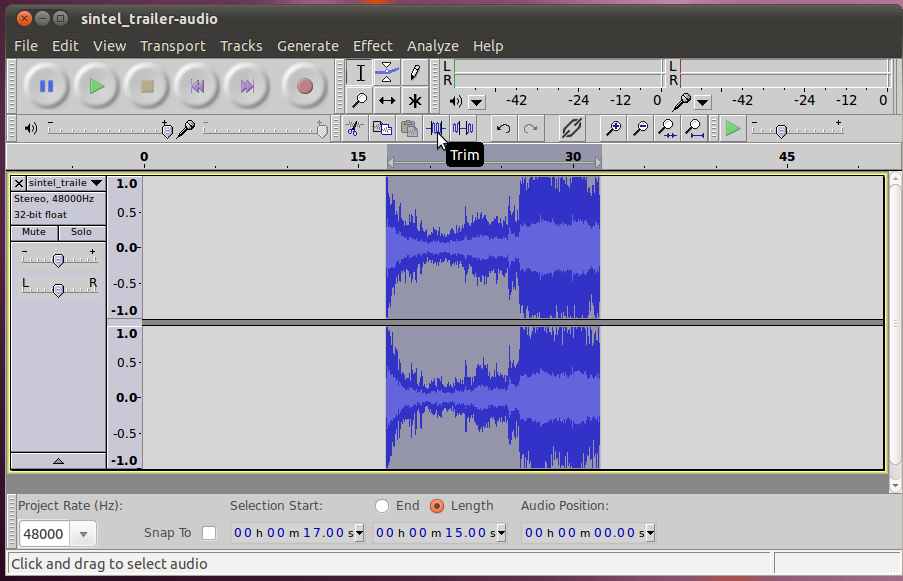 sintel_trailer-audio
File Edit View Transport Tracks Generate Effect Analyze Help
L
R
-42 -24 -12 0
L
R
-42 -24 -12 0
Trim
0 15 30 45
sintel_traile
Stereo, 48000Hz
32-bit float
Mute Solo
- +
L R
1.0
0.5-
0.0-
-0.5-
-1.0
1.0
0.5-
0.0-
-0.5-
-1.0
Project Rate (Hz): Selection Start: End Length Audio Position:
48000 Snap To 00 h 00 m 17.00 s 00 h 00 m 15.00 s 00 h 00 m 00.00 s
Click and drag to select audio